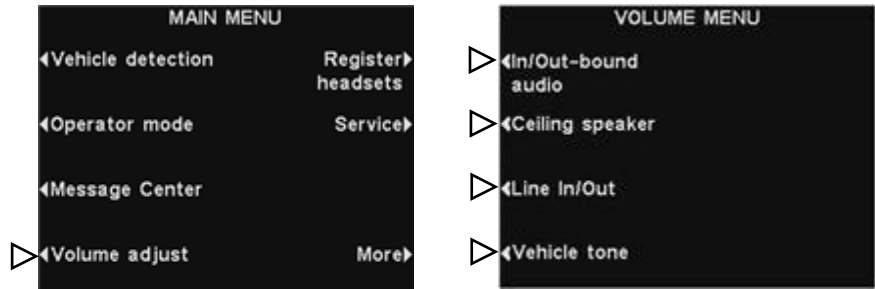 MAIN MENU
Vehicle detection
Register
headsets
Operator mode
Service
Message Center
Volume adjust
More
VOLUME MENU
In/Out-bound
audio
Ceiling speaker
Line In/Out
Vehicle tone